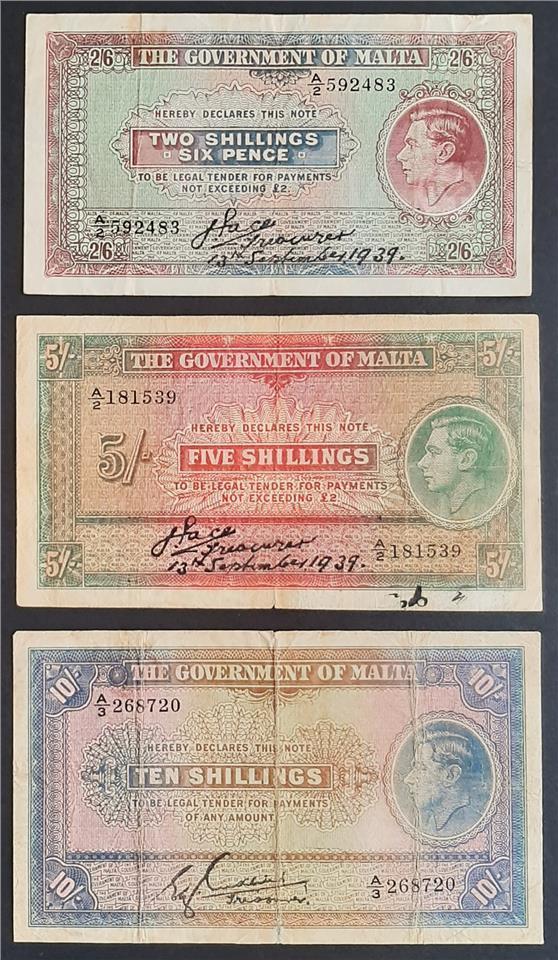 2/6 THE GOVERNMENT OF MALTA 2/6
A/2 592483
HEREBY DECLARES THIS NOTE
TWO SHILLINGS
SIX PENCE
TO BE LEGAL TENDER FOR PAYMENTS
NOT EXCEEDING £2.
A/2 592483
J Pace
Treasurer
2/6 13th September, 1939. 2/6
5/- THE GOVERNMENT OF MALTA 5/-
A/2 181539
HEREBY DECLARES THIS NOTE
5/- FIVE SHILLINGS
TO BE LEGAL TENDER FOR PAYMENTS
NOT EXCEEDING £2
J Pace
Treasurer A/2 181539
5/- 13th September 1939. 5/-
10/- THE GOVERNMENT OF MALTA 10/-
A/3 268720
HEREBY DECLARES THIS NOTE
TEN SHILLINGS
TO BE LEGAL TENDER FOR PAYMENTS
OF ANY AMOUNT
A/3 268720
10/- Treasurer. 10/-